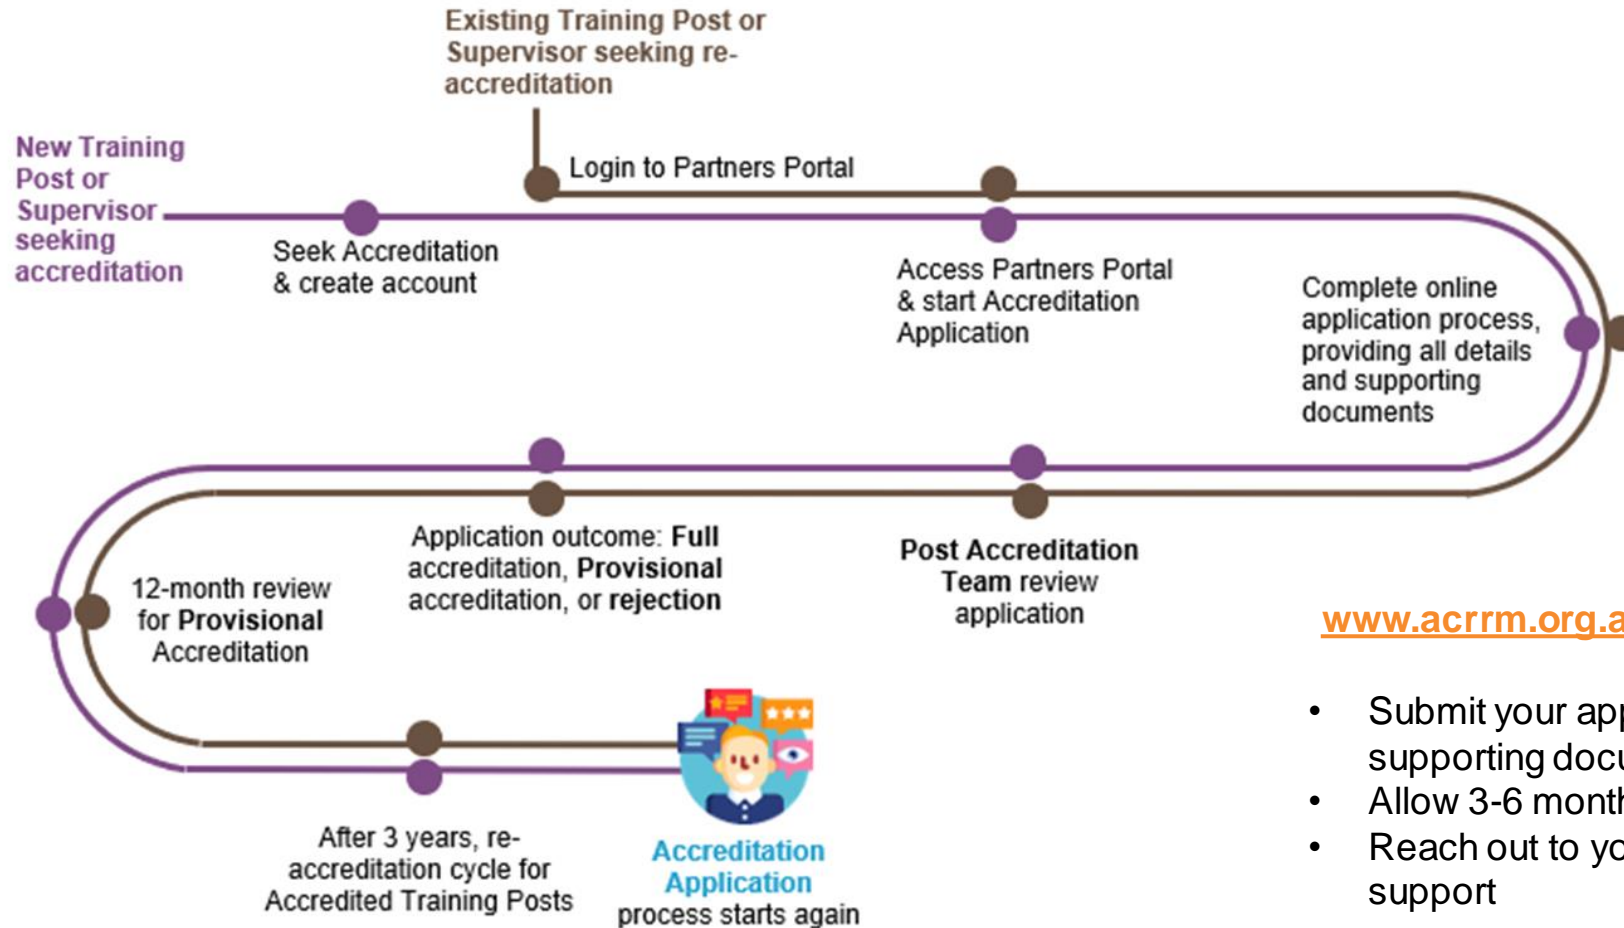 Existing Training Post or
Supervisor seeking re-
accreditation
New Training
Post or
Supervisor
seeking
accreditation
Login to Partners Portal
Seek Accreditation
& create account
Access Partners Portal
& start Accreditation
Application
Complete online
application process,
providing all details
and supporting
documents
Application outcome: Full
accreditation, Provisional
accreditation, or rejection
Post Accreditation
Team review
application
12-month review
for Provisional
Accreditation
www.acrrm.org.a
• Submit your
supporting
• Allow 3-6
• Reach out to
support
After 3 years, re-
accreditation cycle for
Accredited Training Posts
Accreditation
Application
process starts again